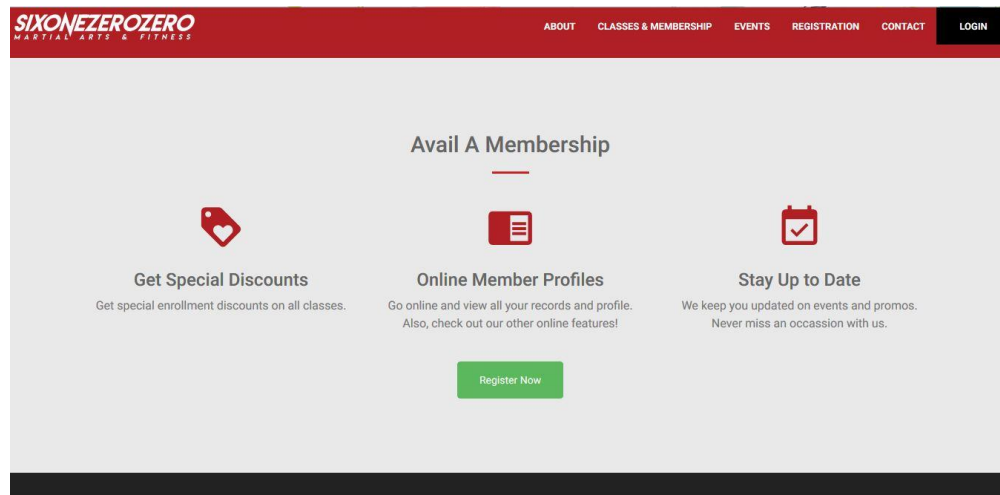 SIXONEZEROZERO
MARTIAL ARTS & FITNESS
ABOUT
CLASSES & MEMBERSHIP
EVENTS
REGISTRATION
CONTACT
LOGIN
Avail A Membership
Get Special Discounts
Get special enrollment discounts on all classes.
Online Member Profiles
Go online and view all your records and profile.
Also, check out our other online features!
Stay Up to Date
We keep you updated on events and promos.
Never miss an occassion with us.
Register Now